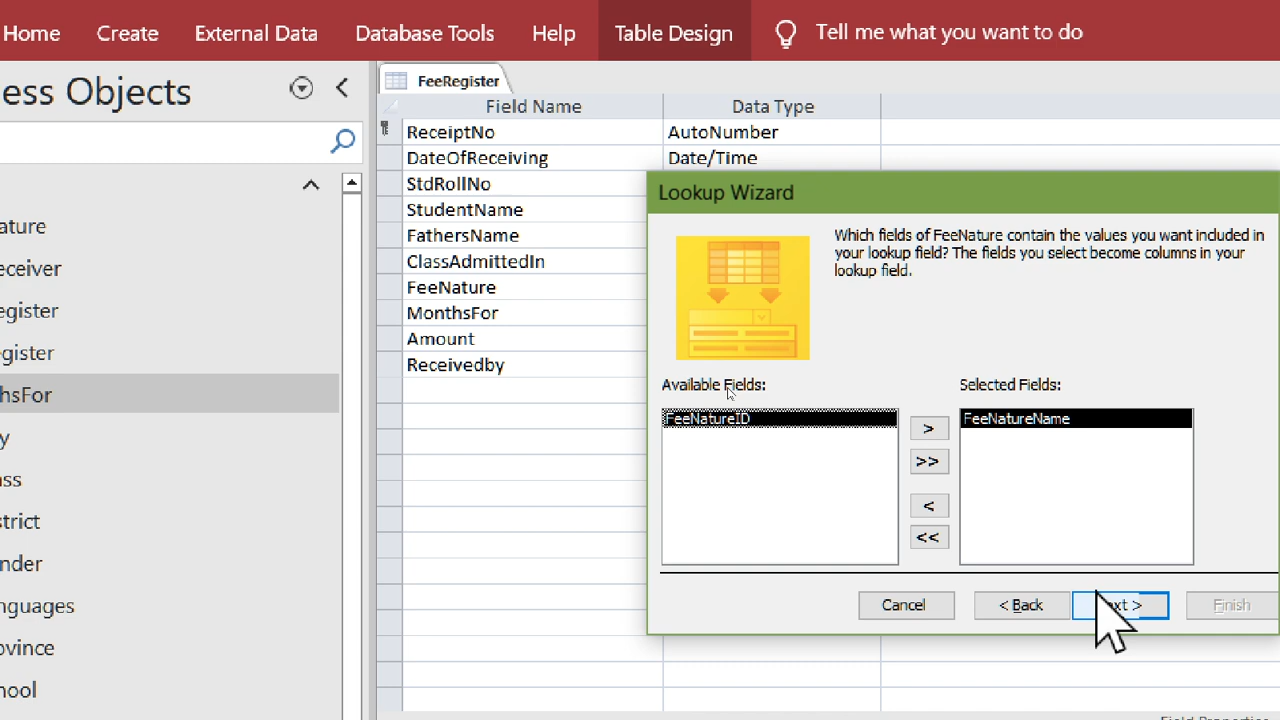 Home Create External Data Database Tools Help Table Design Tell me what you want to do
ess Objects
FeeRegister
Field Name Data Type
ReceiptNo AutoNumber
DateOfReceiving Date/Time
StdRollNo
StudentName
FathersName
ClassAdmittedIn
FeeNature
MonthsFor
Amount
Receivedby
ature
eceiver
egister
gister
hsFor
y
ss
strict
nder
nguages
ovince
hool
Lookup Wizard
Which fields of FeeNature contain the values you want included in
your lookup field? The fields you select become columns in your
lookup field.
Available Fields: Selected Fields:
FeeNatureID > FeeNatureName
>>
<
<<
Cancel < Back ext > Finish